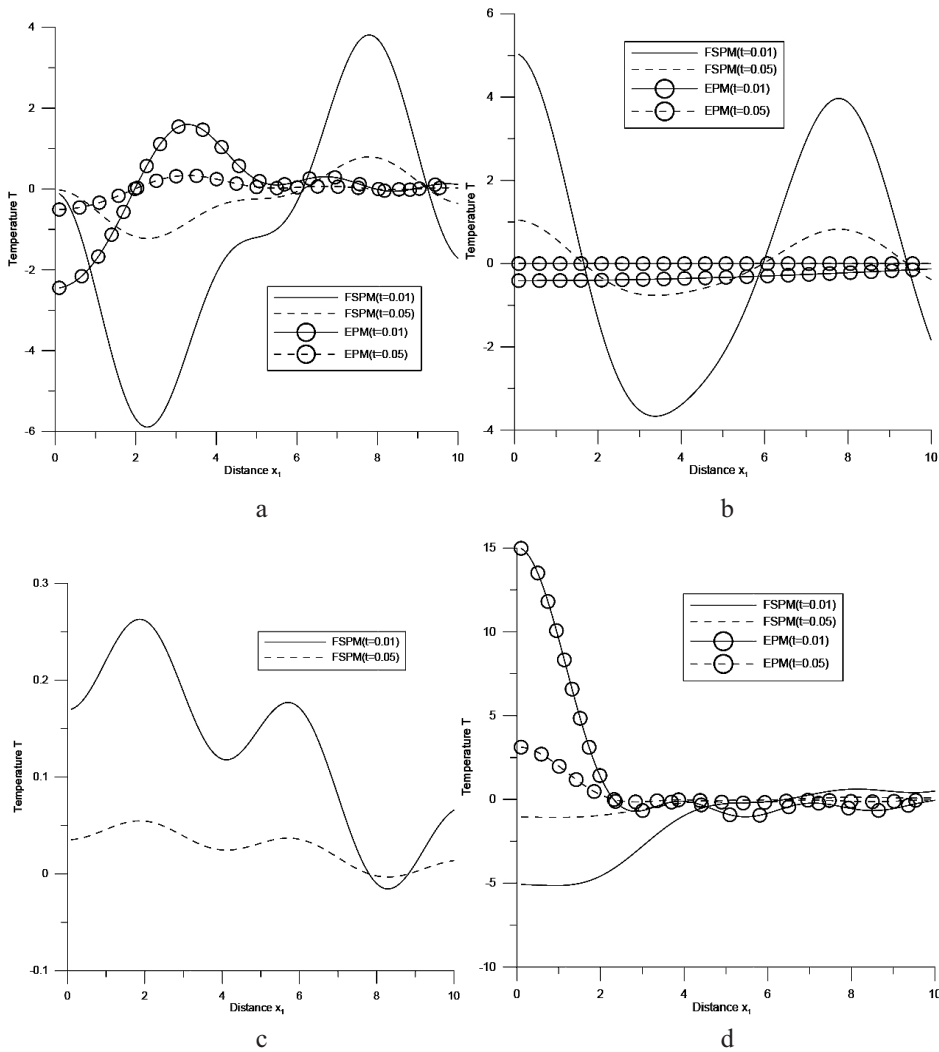 4
2
0
-2
-4
-6
Temperature T
0 2 4 6 8 10
Distance x₁
FSPM(t=0.01)
FSPM(t=0.05)
EPM(t=0.01)
EPM(t=0.05)
a
6
4
2
0
-2
-4
Temperature T
0 2 4 6 8 10
Distance x₁
FSPM(t=0.01)
FSPM(t=0.05)
EPM(t=0.01)
EPM(t=0.05)
b
0.3
0.2
0.1
0
-0.1
Temperature T
0 2 4 6 8 10
Distance x₁
FSPM(t=0.01)
FSPM(t=0.05)
c
15
10
5
0
-5
-10
Temperature T
0 2 4 6 8 10
Distance x₁
FSPM(t=0.01)
FSPM(t=0.05)
EPM(t=0.01)
EPM(t=0.05)
d